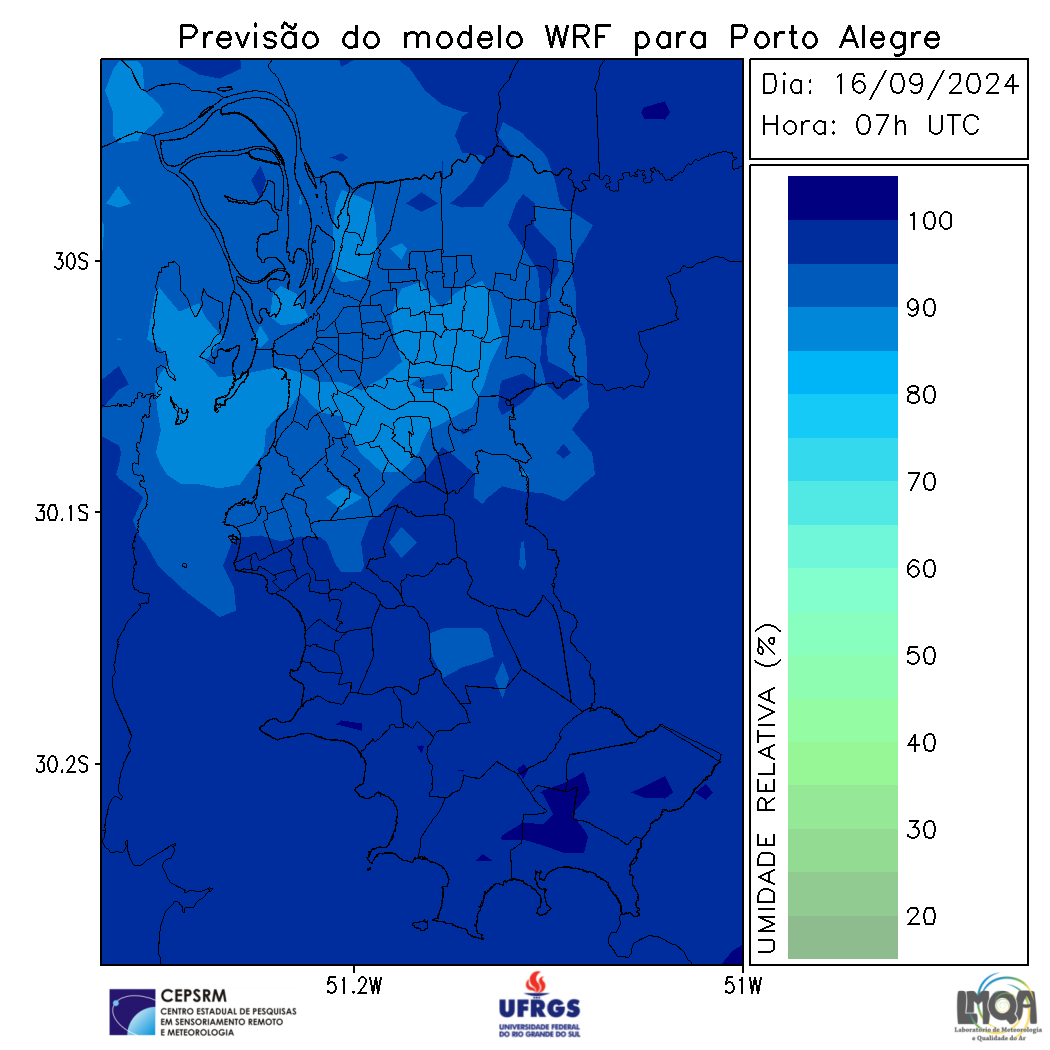 Previsão do modelo WRF para Porto Alegre
Dia: 16/09/2024
Hora: 07h UTC
30S
30.1S
30.2S
51.2W
51W
UMIDADE RELATIVA (%)
100
90
80
70
60
50
40
30
20
CEPSRM
CENTRO ESTADUAL DE PESQUISAS
EM SENSORIAMENTO REMOTO
E METEOROLOGIA
UFRGS
UNIVERSIDADE FEDERAL
DO RIO GRANDE DO SUL
LMQA
Laboratório de Meteorologia
e Qualidade do Ar